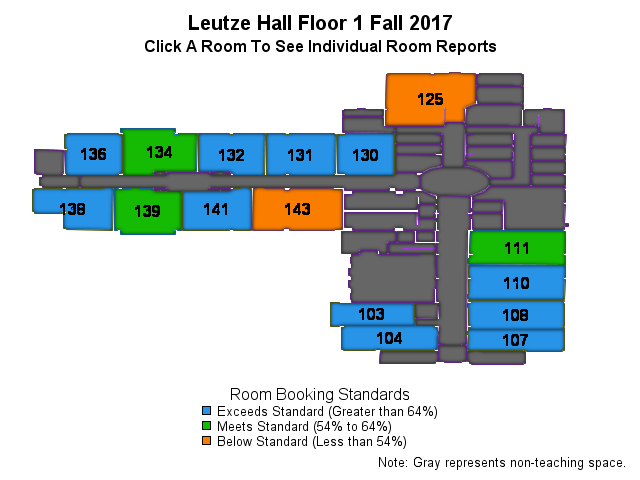 Leutze Hall Floor 1 Fall 2017
Click A Room To See Individual Room Reports
125
136 134 132 131 130
138 139 141 143
111
110
103 108
104 107
Room Booking Standards
Exceeds Standard (Greater than 64%)
Meets Standard (54% to 64%)
Below Standard (Less than 54%)
Note: Gray represents non-teaching space.